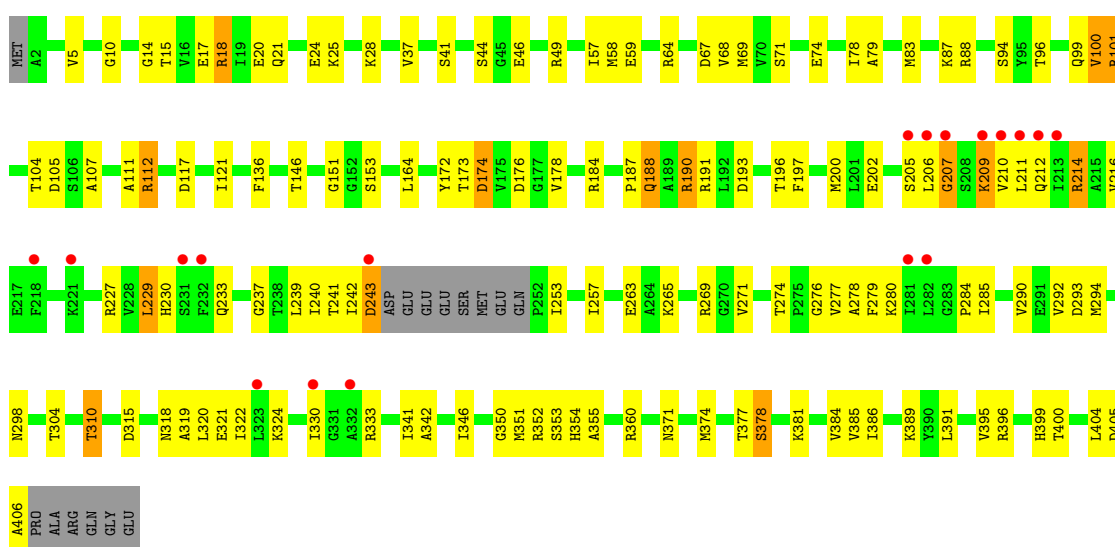 MET A2 V5 G10 G14 T15 V16 E17 R18 I19 E20 Q21 E24 K25 K28 V37 S41 S44 G45 E46 R49 I57 M58 E59 R64 D67 V68 M69 V70 S71 E74 I78 A79 M83 K87 R88 S94 Y95 T96 Q99 V100 R101
T104 D105 S106 A107 A111 R112 D117 I121 F136 T146 G151 G152 S153 L164 Y172 T173 D174 V175 D176 G177 V178 R184 P187 Q188 A189 R190 R191 L192 D193 T196 F197 M200 L201 E202 S205 L206 G207 S208 K209 V210 L211 Q212 I213 R214 A215 V216
E217 F218 K221 R227 V228 L229 H230 S231 F232 Q233 G237 T238 L239 I240 T241 I242 D243 ASP GLU GLU GLU SER MET GLU GLN P252 I253 I257 E263 A264 K265 R269 G270 V271 T274 P275 G276 V277 A278 F279 K280 I281 L282 G283 P284 I285 V290 E291 V292 D293 M294
N298 T304 T310 D315 N318 A319 L320 E321 I322 L323 K324 I330 G331 A332 R333 I341 A342 I346 G350 M351 R352 S353 H354 A355 R360 N371 M374 T377 S378 K381 V384 V385 I386 K389 Y390 L391 V395 R396 H399 T400 L404 D405
A406 PRO ALA ARG GLN GLY GLU